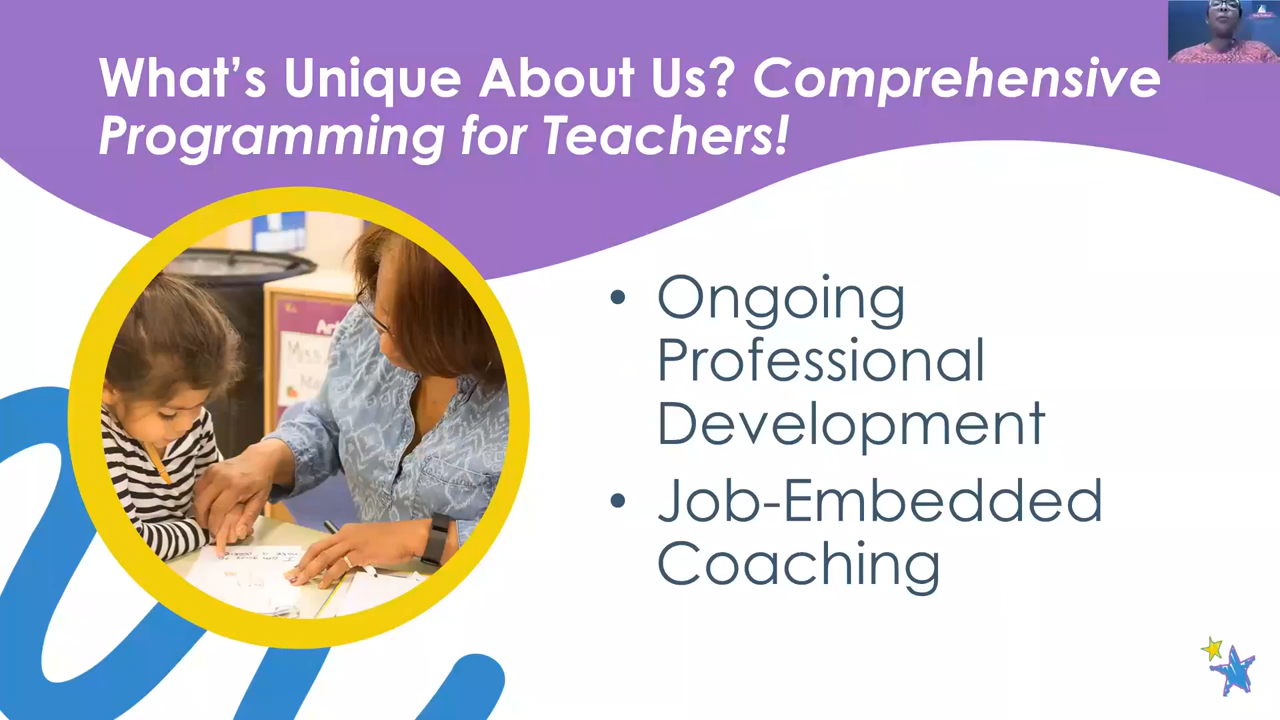 What's Unique About Us? Comprehensive
Programming for Teachers!
• Ongoing
Professional
Development
• Job-Embedded
Coaching